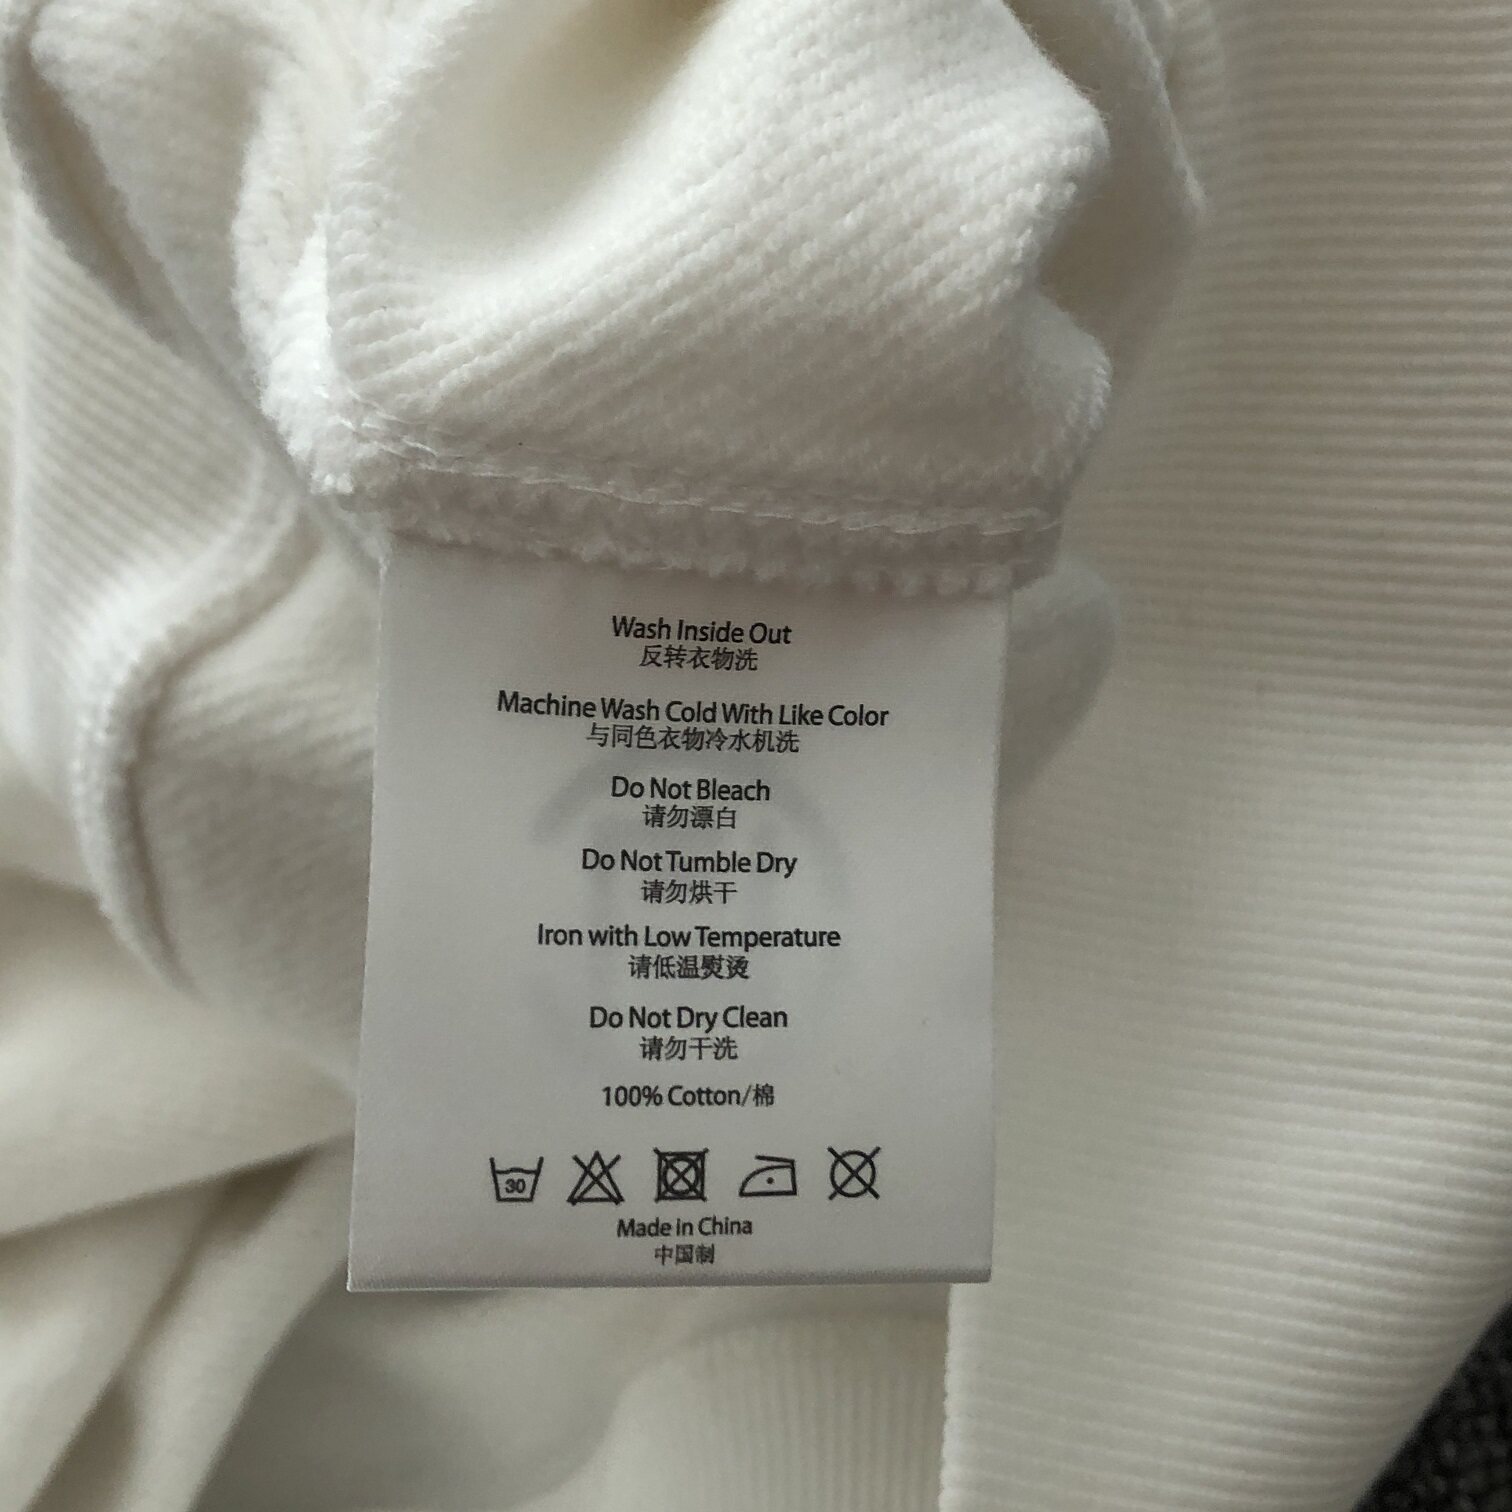 Wash Inside Out
反转衣物洗
Machine Wash Cold With Like Color
与同色衣物冷水机洗
Do Not Bleach
请勿漂白
Do Not Tumble Dry
请勿烘干
Iron with Low Temperature
请低温熨烫
Do Not Dry Clean
请勿干洗
100% Cotton/棉
30
Made in China
中国制